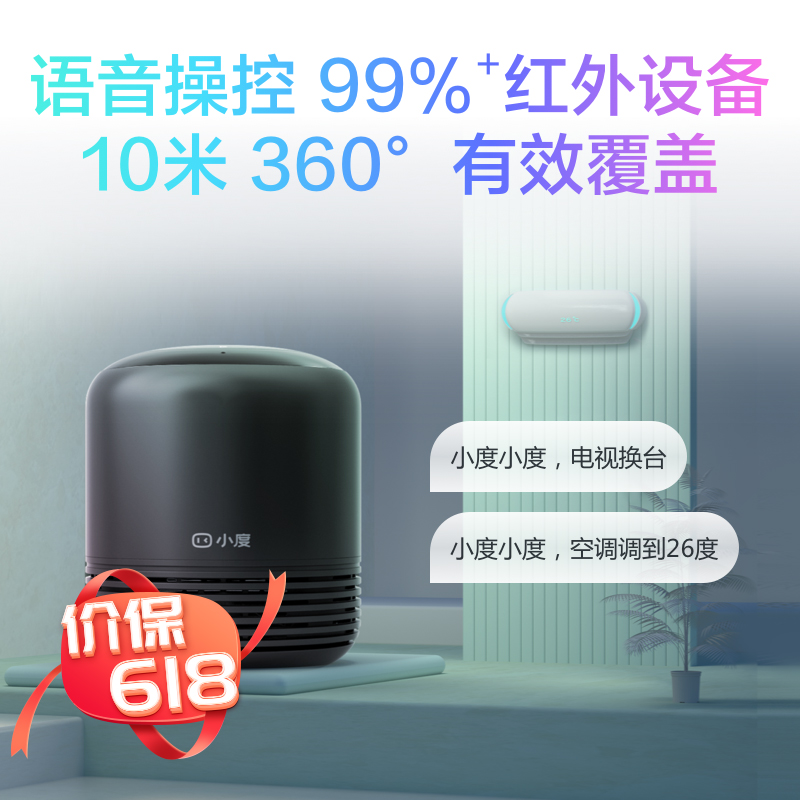 语音操控 99%+红外设备
10米 360° 有效覆盖
小度小度，电视换台
小度小度，空调调到26度
小度
价保
618